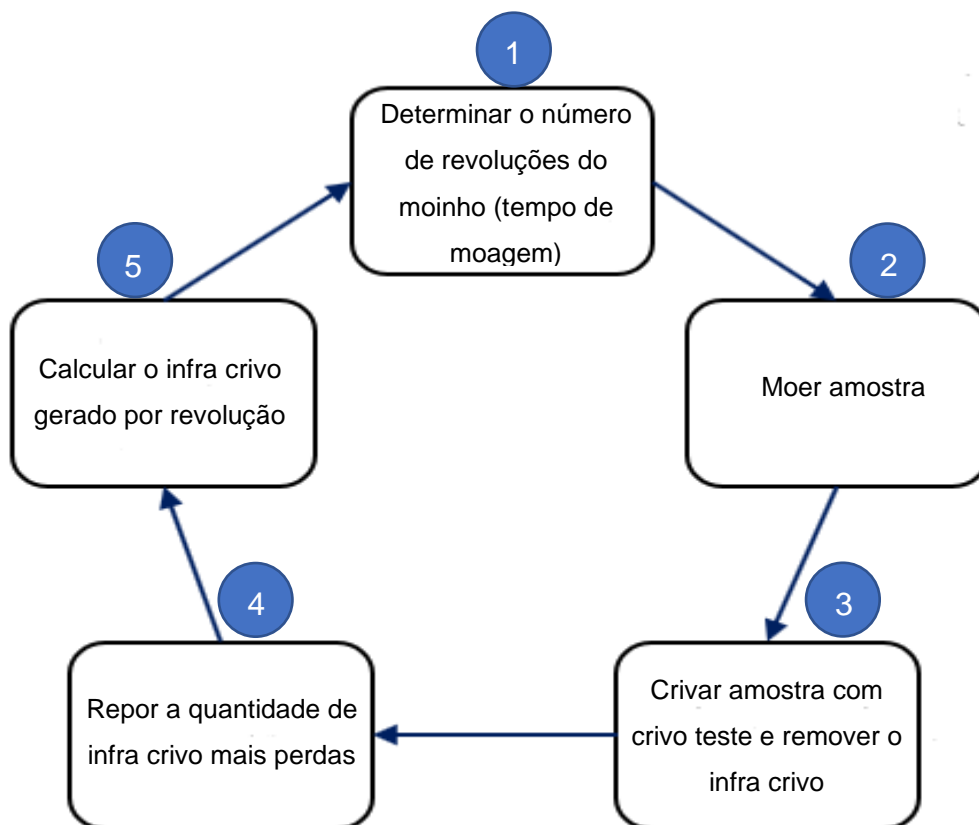 1
Determinar o número
de revoluções do
moinho (tempo de
moagem)
2
Moer amostra
3
Crivar amostra com
crivo teste e remover o
infra crivo
4
Repor a quantidade de
infra crivo mais perdas
5
Calcular o infra crivo
gerado por revolução